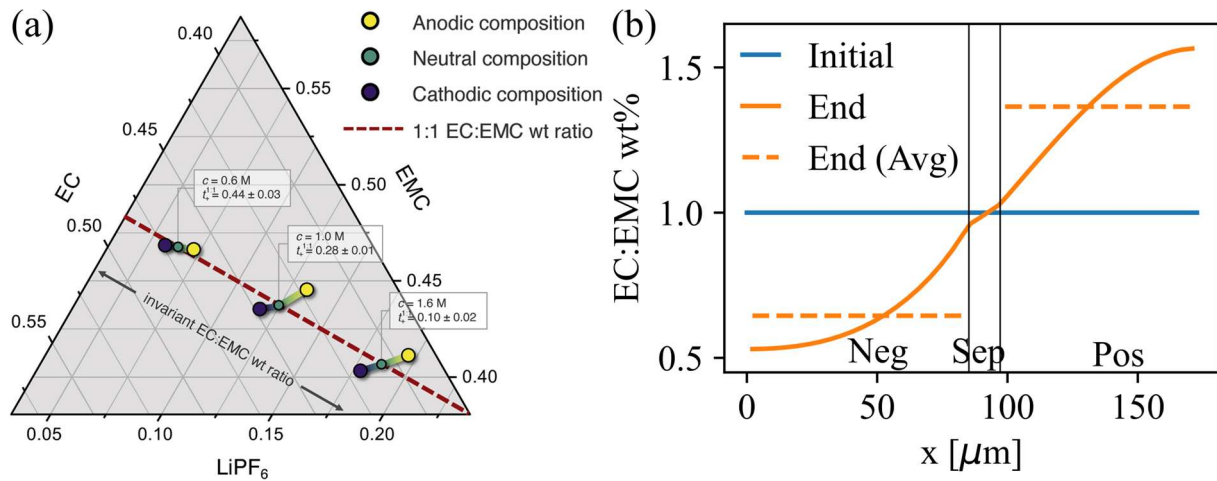 (a)
Anodic composition
Neutral composition
Cathodic composition
1:1 EC:EMC wt ratio
0.40
0.55
0.45
EC
EMC
c = 0.6 M
t₊¹:¹= 0.44 ± 0.03
0.50
0.50
c = 1.0 M
t₊¹:¹= 0.28 ± 0.01
0.45
c = 1.6 M
t₊¹:¹= 0.10 ± 0.02
0.55
invariant EC:EMC wt ratio
0.40
0.05
0.10
0.15
0.20
LiPF₆
(b)
EC:EMC wt%
1.5
1.0
0.5
Initial
End
End (Avg)
Neg
Sep
Pos
0
50
100
150
x [μm]